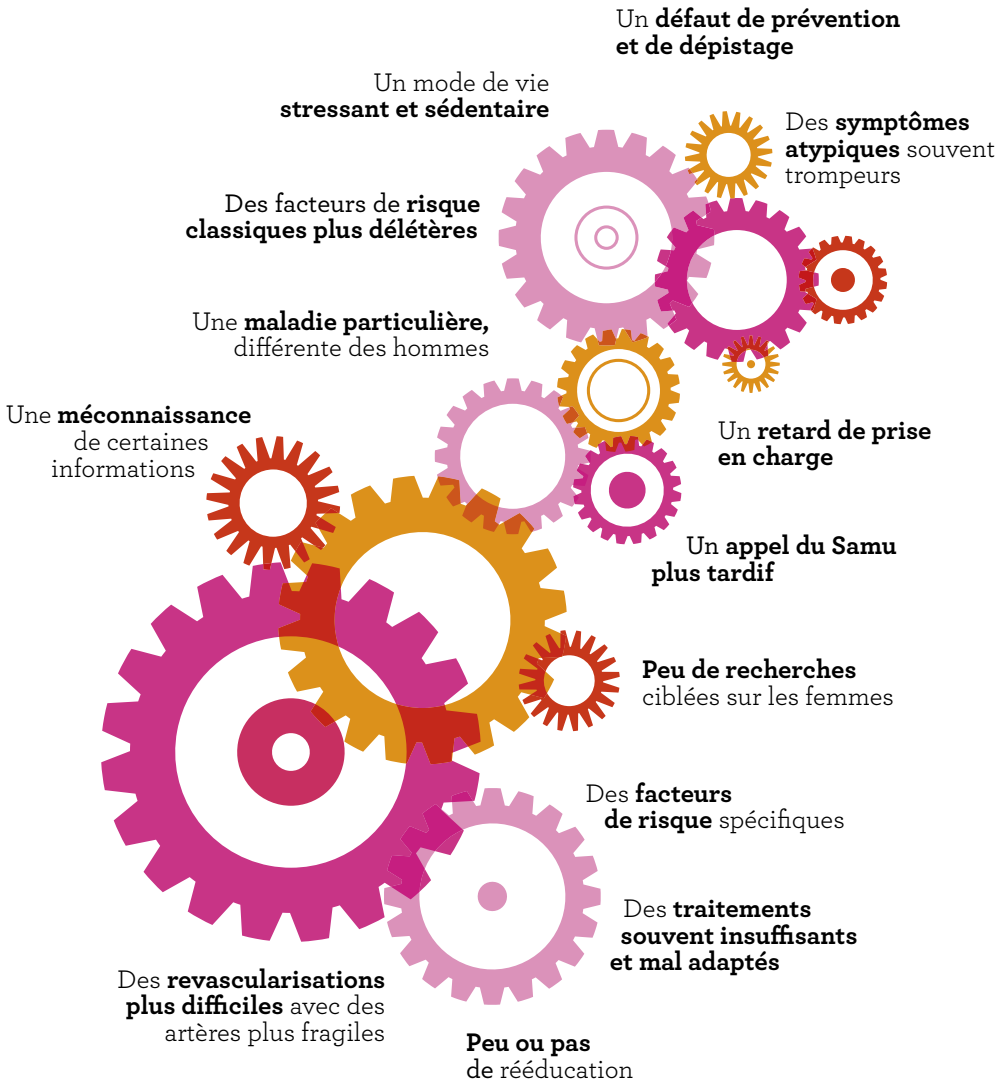 Un défaut de prévention
et de dépistage
Un mode de vie
stressant et sédentaire
Des symptômes
atypiques souvent
trompeurs
Des facteurs de risque
classiques plus délétères
Une maladie particulière,
différente des hommes
Une méconnaissance
de certaines
informations
Un retard de prise
en charge
Un appel du Samu
plus tardif
Peu de recherches
ciblées sur les femmes
Des facteurs
de risque spécifiques
Des traitements
souvent insuffisants
et mal adaptés
Des revascularisations
plus difficiles avec des
artères plus fragiles
Peu ou pas
de rééducation